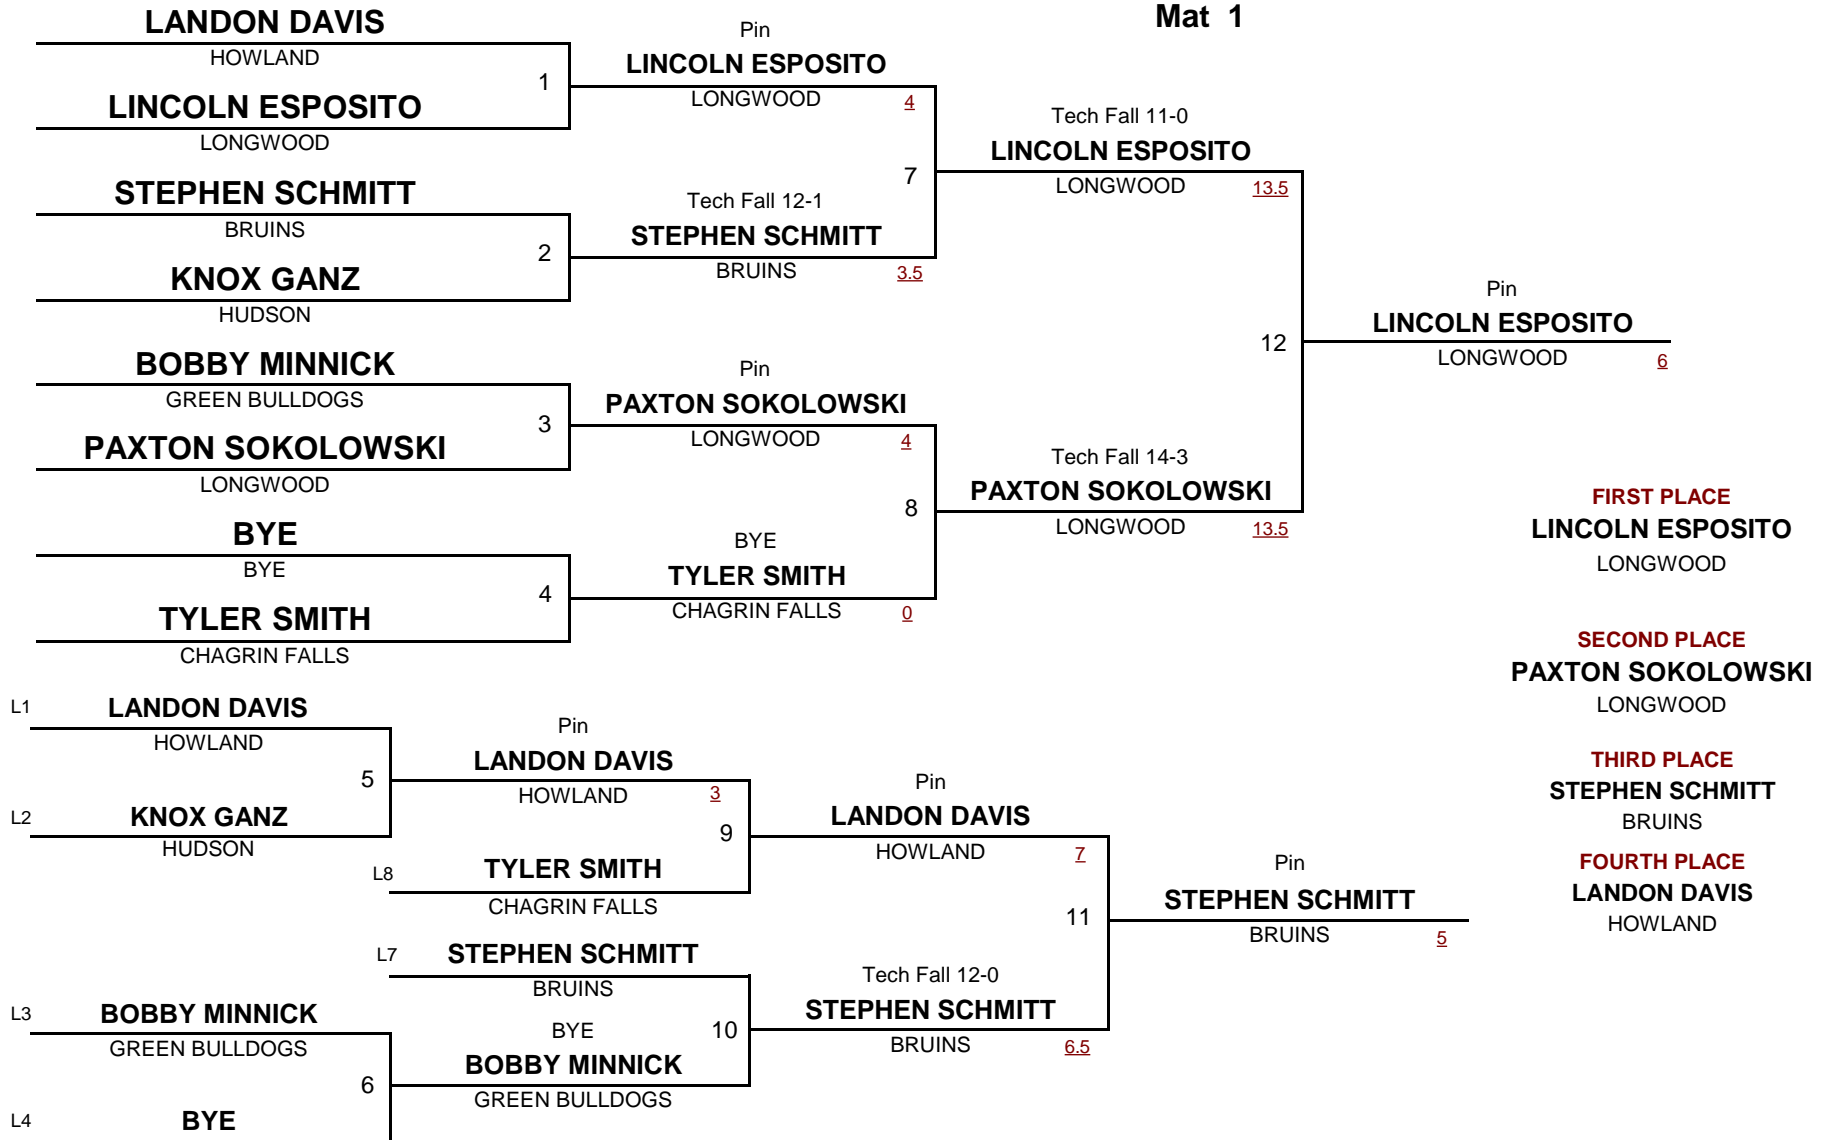 Mat 1
LANDON DAVIS
HOWLAND
1
LINCOLN ESPOSITO
LONGWOOD
STEPHEN SCHMITT
BRUINS
2
KNOX GANZ
HUDSON
BOBBY MINNICK
GREEN BULLDOGS
3
PAXTON SOKOLOWSKI
LONGWOOD
BYE
BYE
4
TYLER SMITH
CHAGRIN FALLS
Pin
LINCOLN ESPOSITO
LONGWOOD 4
7
Tech Fall 12-1
STEPHEN SCHMITT
BRUINS 3.5
Pin
PAXTON SOKOLOWSKI
LONGWOOD 4
8
BYE
TYLER SMITH
CHAGRIN FALLS 0
Tech Fall 11-0
LINCOLN ESPOSITO
LONGWOOD 13.5
12
Tech Fall 14-3
PAXTON SOKOLOWSKI
LONGWOOD 13.5
Pin
LINCOLN ESPOSITO
LONGWOOD 6
FIRST PLACE
LINCOLN ESPOSITO
LONGWOOD
SECOND PLACE
PAXTON SOKOLOWSKI
LONGWOOD
THIRD PLACE
STEPHEN SCHMITT
BRUINS
FOURTH PLACE
LANDON DAVIS
HOWLAND
L1 LANDON DAVIS
HOWLAND
5
L2 KNOX GANZ
HUDSON
L3 BOBBY MINNICK
GREEN BULLDOGS
6
L4 BYE
Pin
LANDON DAVIS
HOWLAND 3
9
L8 TYLER SMITH
CHAGRIN FALLS
L7 STEPHEN SCHMITT
BRUINS
10
BYE
BOBBY MINNICK
GREEN BULLDOGS
Pin
LANDON DAVIS
HOWLAND 7
11
Tech Fall 12-0
STEPHEN SCHMITT
BRUINS 6.5
Pin
STEPHEN SCHMITT
BRUINS 5